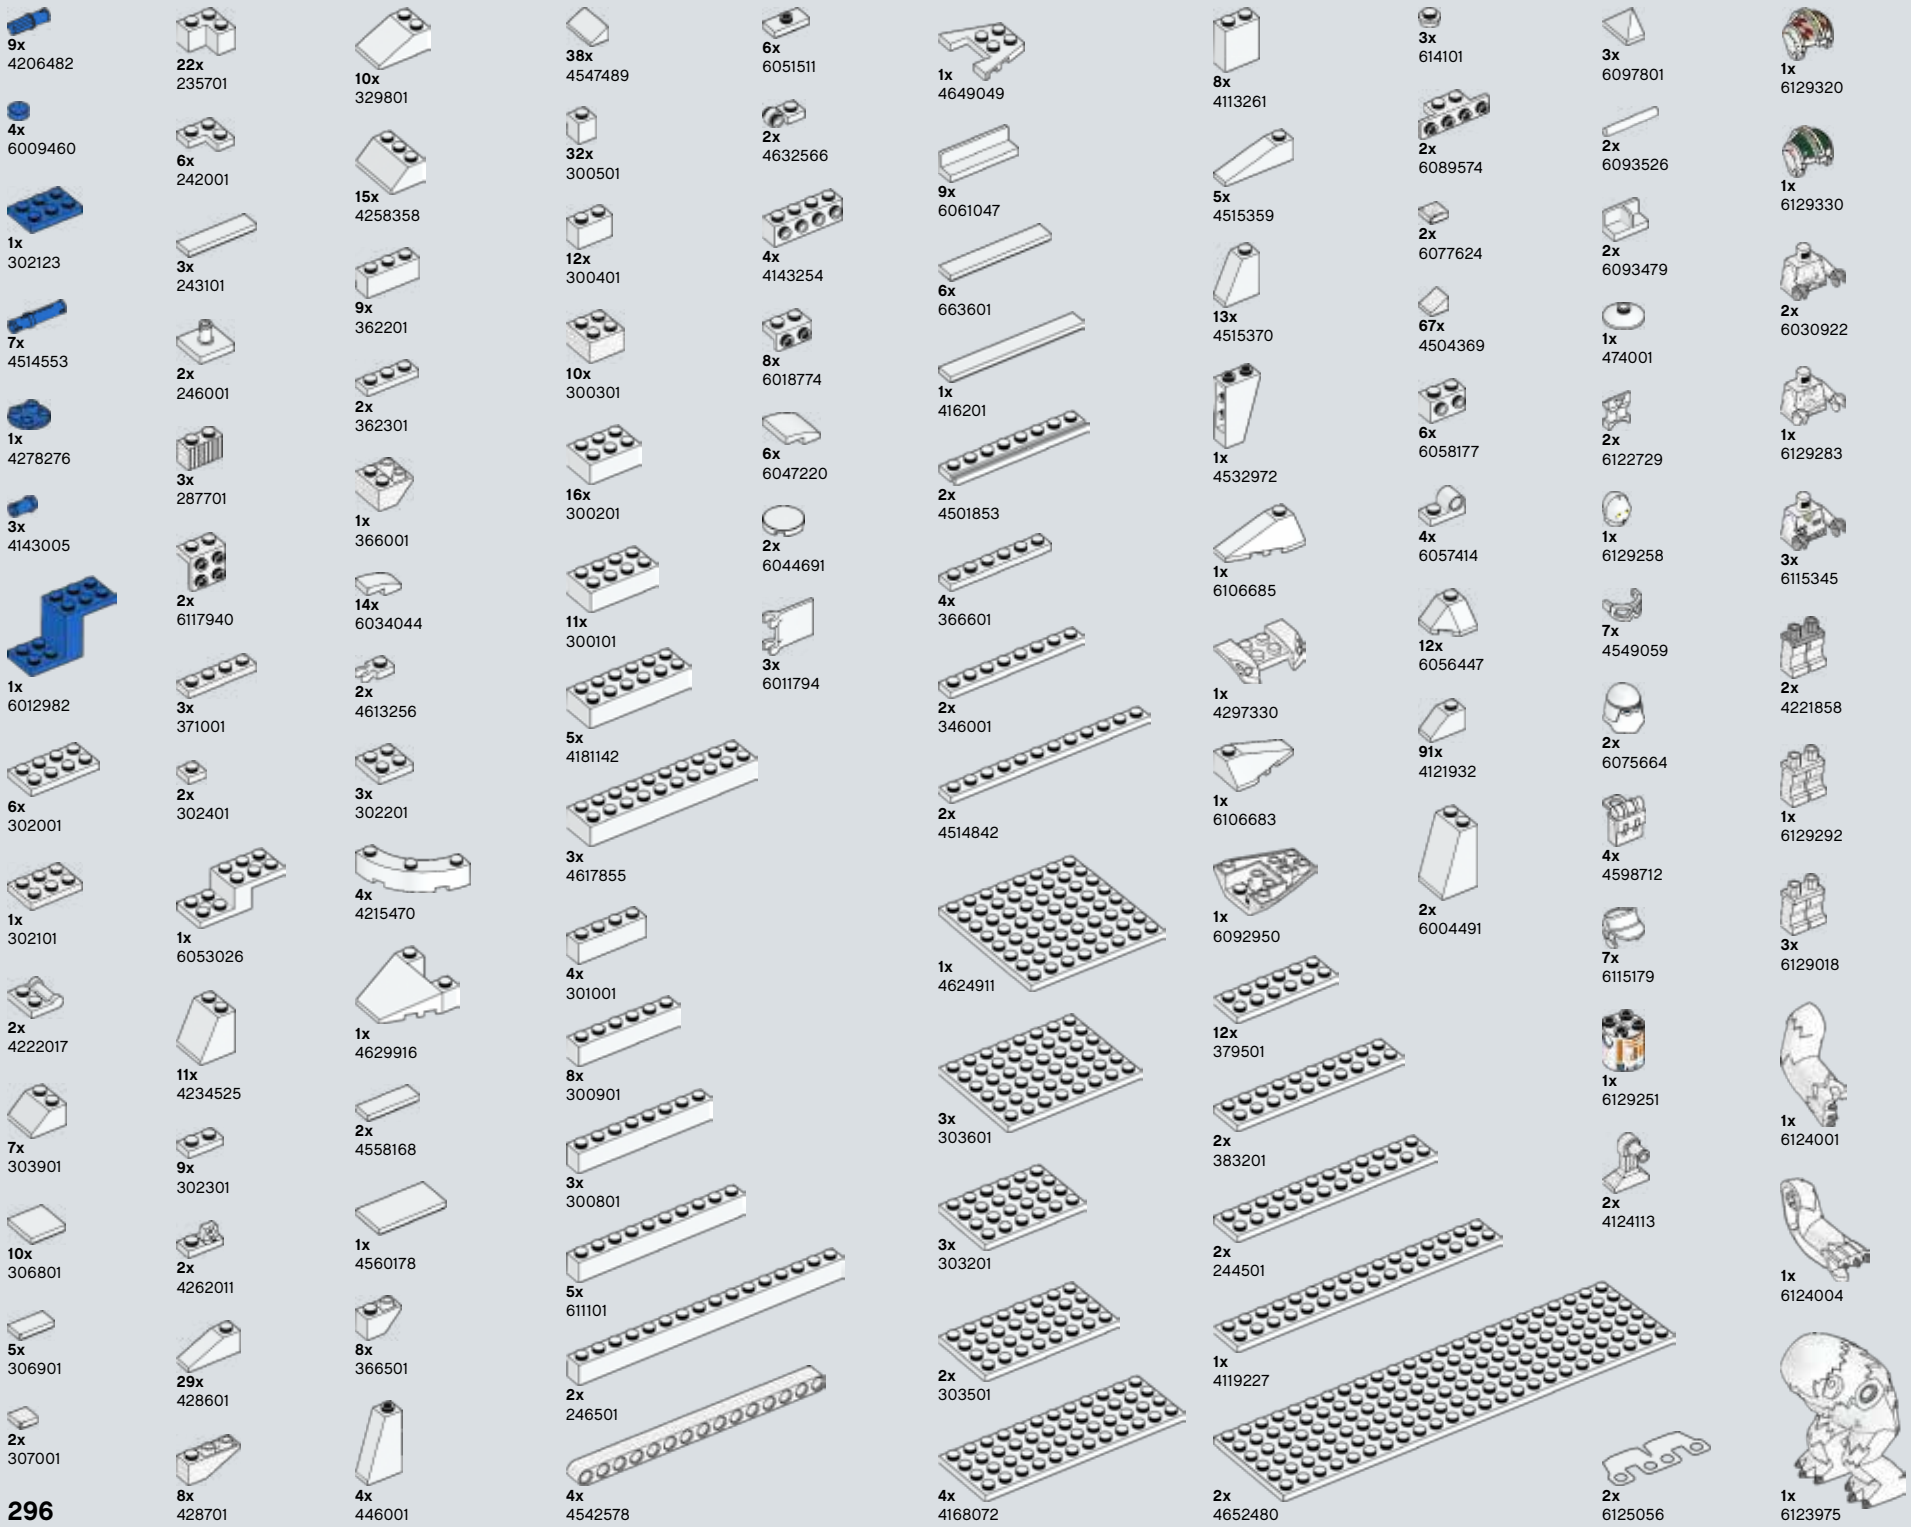 9x
4206482
4x
6009460
1x
302123
7x
4514553
1x
4278276
3x
4143005
1x
6012982
6x
302001
1x
302101
2x
4222017
7x
303901
10x
306801
5x
306901
2x
307001
296
22x
235701
6x
242001
3x
243101
2x
246001
3x
287701
2x
6117940
3x
371001
2x
302401
1x
6053026
11x
4234525
9x
302301
2x
4262011
29x
428601
8x
428701
10x
329801
15x
4258358
9x
362201
2x
362301
1x
366001
14x
6034044
2x
4613256
3x
302201
4x
4215470
1x
4629916
2x
4558168
1x
4560178
8x
366501
4x
446001
38x
4547489
32x
300501
12x
300401
10x
300301
16x
300201
11x
300101
5x
4181142
3x
4617855
4x
301001
8x
300901
3x
300801
5x
611101
2x
246501
4x
4542578
6x
6051511
2x
4632566
4x
4143254
8x
6018774
6x
6047220
2x
6044691
3x
6011794
1x
4649049
9x
6061047
6x
663601
1x
416201
2x
4501853
4x
366601
2x
346001
2x
4514842
1x
4624911
3x
303601
3x
303201
2x
303501
4x
4168072
8x
4113261
5x
4515359
13x
4515370
1x
4532972
1x
6106685
1x
4297330
1x
6106683
1x
6092950
12x
379501
2x
383201
2x
244501
1x
4119227
2x
4652480
3x
614101
2x
6089574
2x
6077624
67x
4504369
6x
6058177
4x
6057414
12x
6056447
91x
4121932
2x
6004491
3x
6097801
2x
6093526
2x
6093479
1x
474001
2x
6122729
1x
6129258
7x
4549059
2x
6075664
4x
4598712
7x
6115179
1x
6129251
2x
4124113
2x
6125056
1x
6129320
1x
6129330
2x
6030922
1x
6129283
3x
6115345
2x
4221858
1x
6129292
3x
6129018
1x
6124001
1x
6124004
1x
6123975